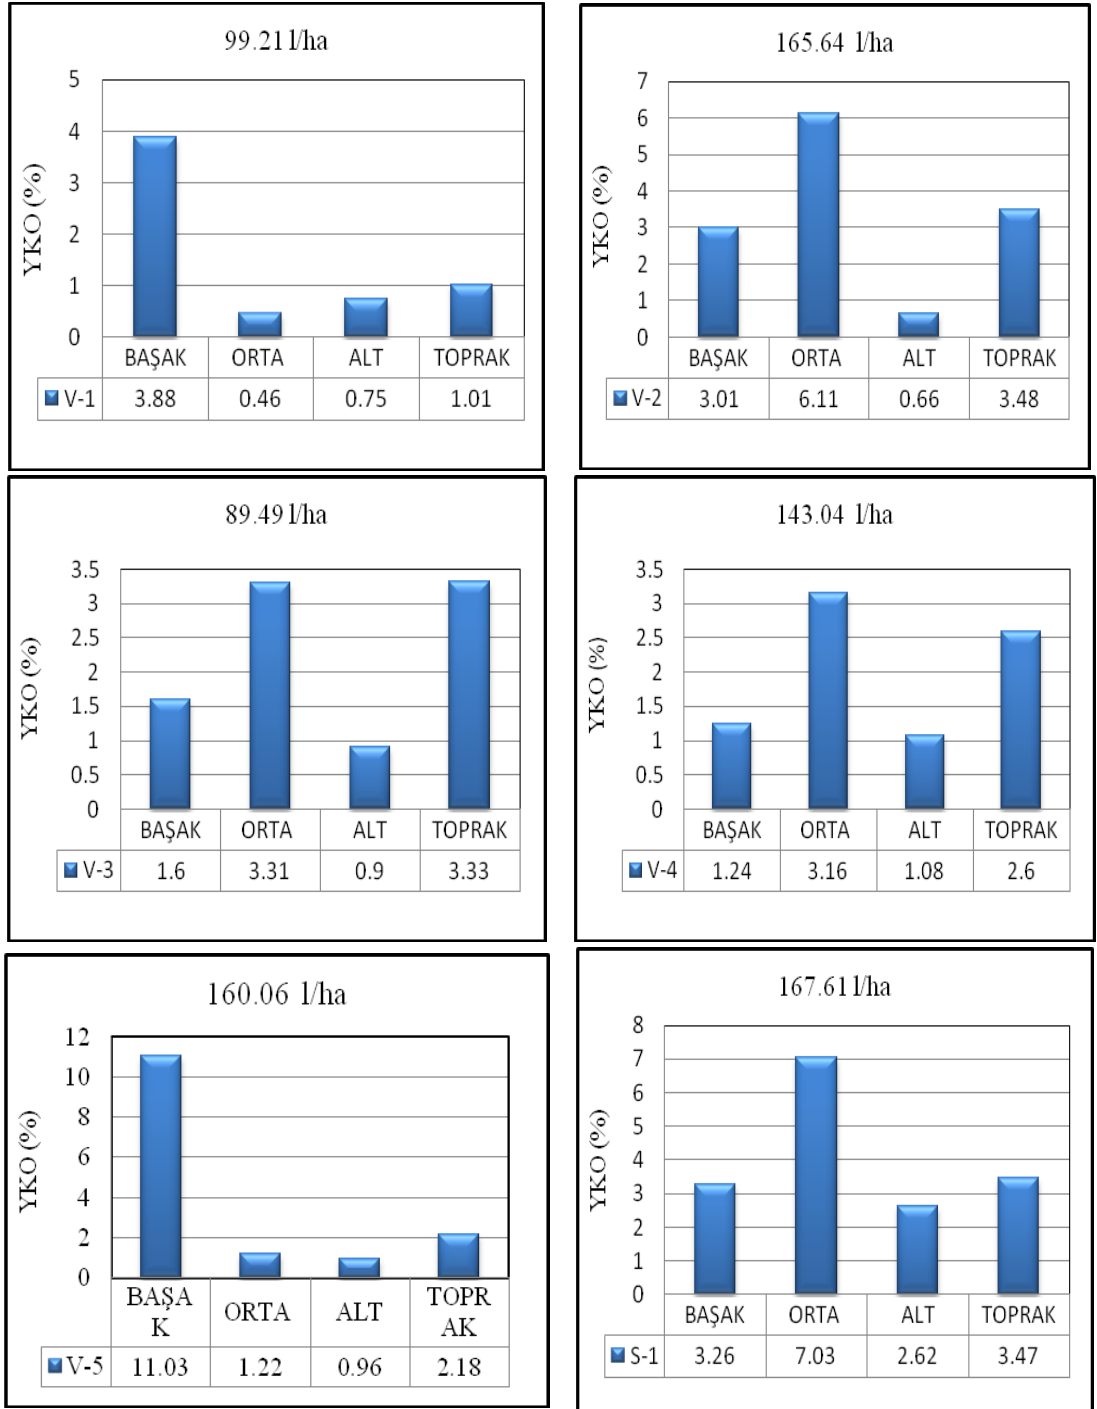 99.21 l/ha
YKO (%)
5
4
3
2
1
0
BAŞAK ORTA ALT TOPRAK
V-1 3.88 0.46 0.75 1.01
165.64 l/ha
YKO (%)
7
6
5
4
3
2
1
0
BAŞAK ORTA ALT TOPRAK
V-2 3.01 6.11 0.66 3.48
89.49 l/ha
YKO (%)
3.5
3
2.5
2
1.5
1
0.5
0
BAŞAK ORTA ALT TOPRAK
V-3 1.6 3.31 0.9 3.33
143.04 l/ha
YKO (%)
3.5
3
2.5
2
1.5
1
0.5
0
BAŞAK ORTA ALT TOPRAK
V-4 1.24 3.16 1.08 2.6
160.06 l/ha
YKO (%)
12
10
8
6
4
2
0
BAŞA
K
ORTA
ALT
TOPR
AK
V-5 11.03 1.22 0.96 2.18
167.61 l/ha
YKO (%)
8
7
6
5
4
3
2
1
0
BAŞAK ORTA ALT TOPRAK
S-1 3.26 7.03 2.62 3.47